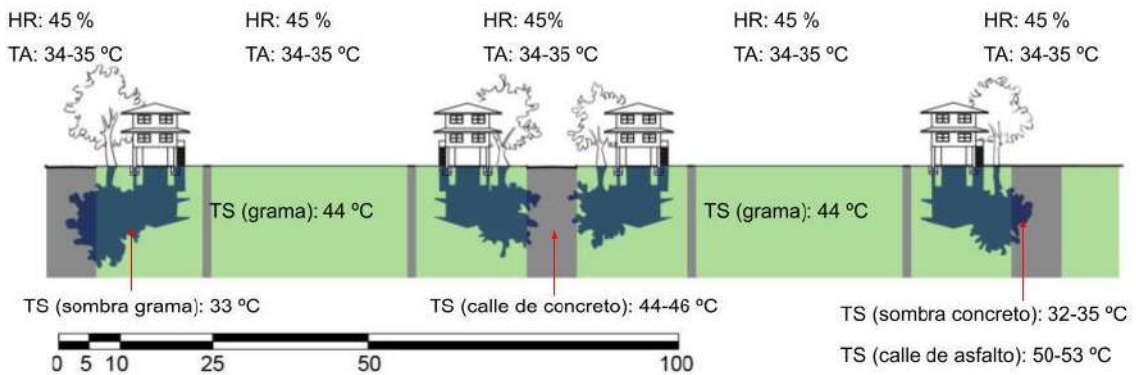 HR: 45 %
HR: 45 %
HR: 45%
HR: 45 %
HR: 45 %
TA: 34-35 ºC
TA: 34-35 ºC
TA: 34-35 ºC
TA: 34-35 ºC
TA: 34-35 ºC
TS (grama): 44 ºC
TS (grama): 44 ºC
TS (sombra grama): 33 ºC
TS (calle de concreto): 44-46 ºC
TS (sombra concreto): 32-35 ºC
TS (calle de asfalto): 50-53 ºC
0 5 10 25 50 100